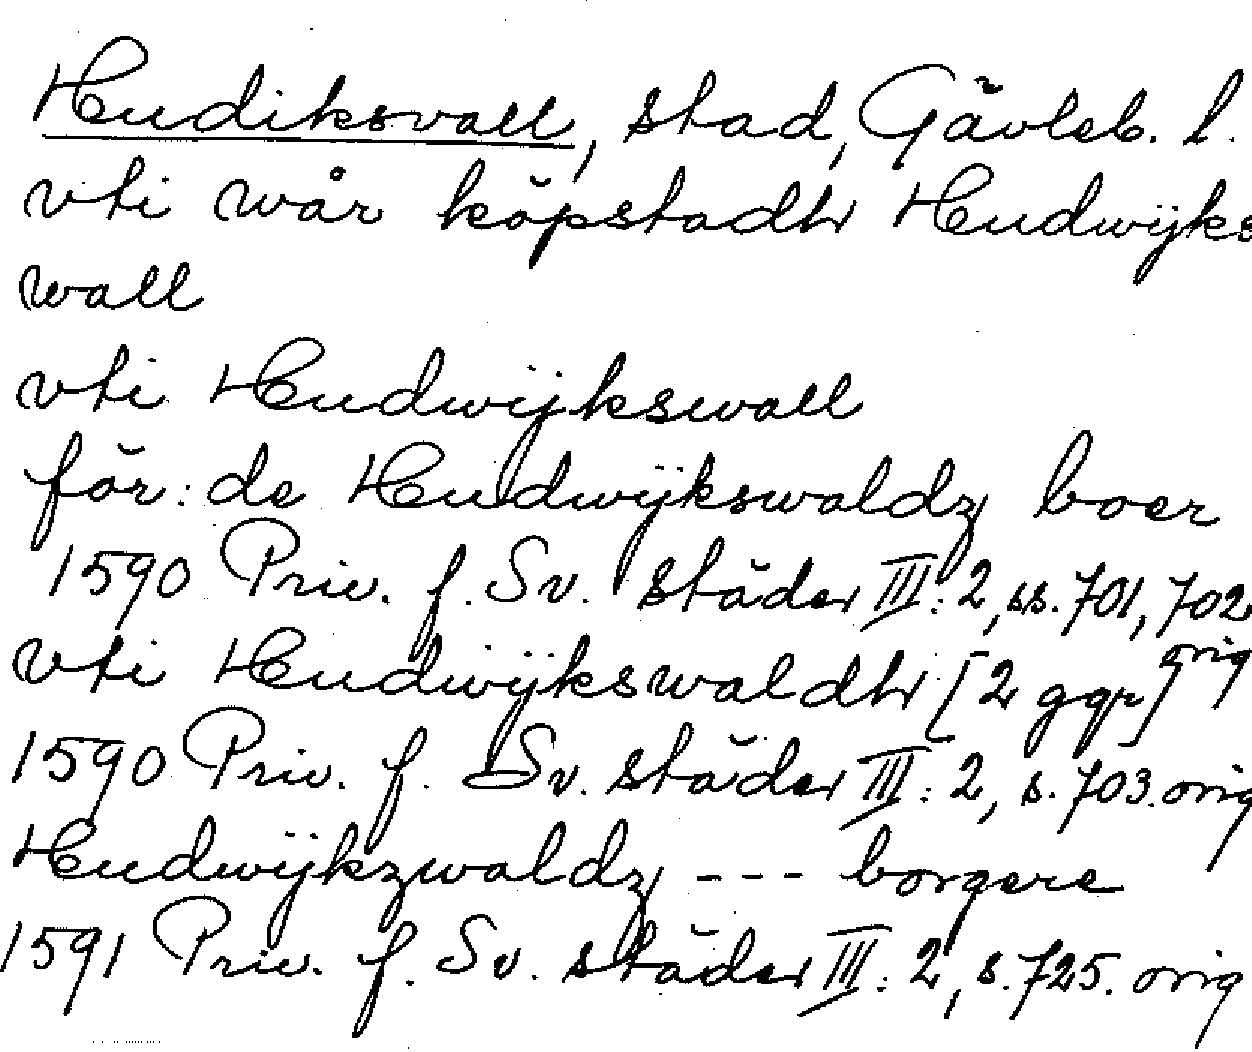 Hudiksvall, stad, Gävleb. l.
vti wår köpstadh Hudwijks
wall
vti Hudwijkswall
för: de Hudwijkswaldz boer
1590 Priv. f. Sv. städer III: 2, ss. 701, 702
orig
vti Hudwijkswaldh [2 ggr]
1590 Priv. f. Sv. städer III: 2, s. 703. orig
Hudwijkzwaldz --- borgere
1591 Priv. f. Sv. städer III: 2, s. 725. orig